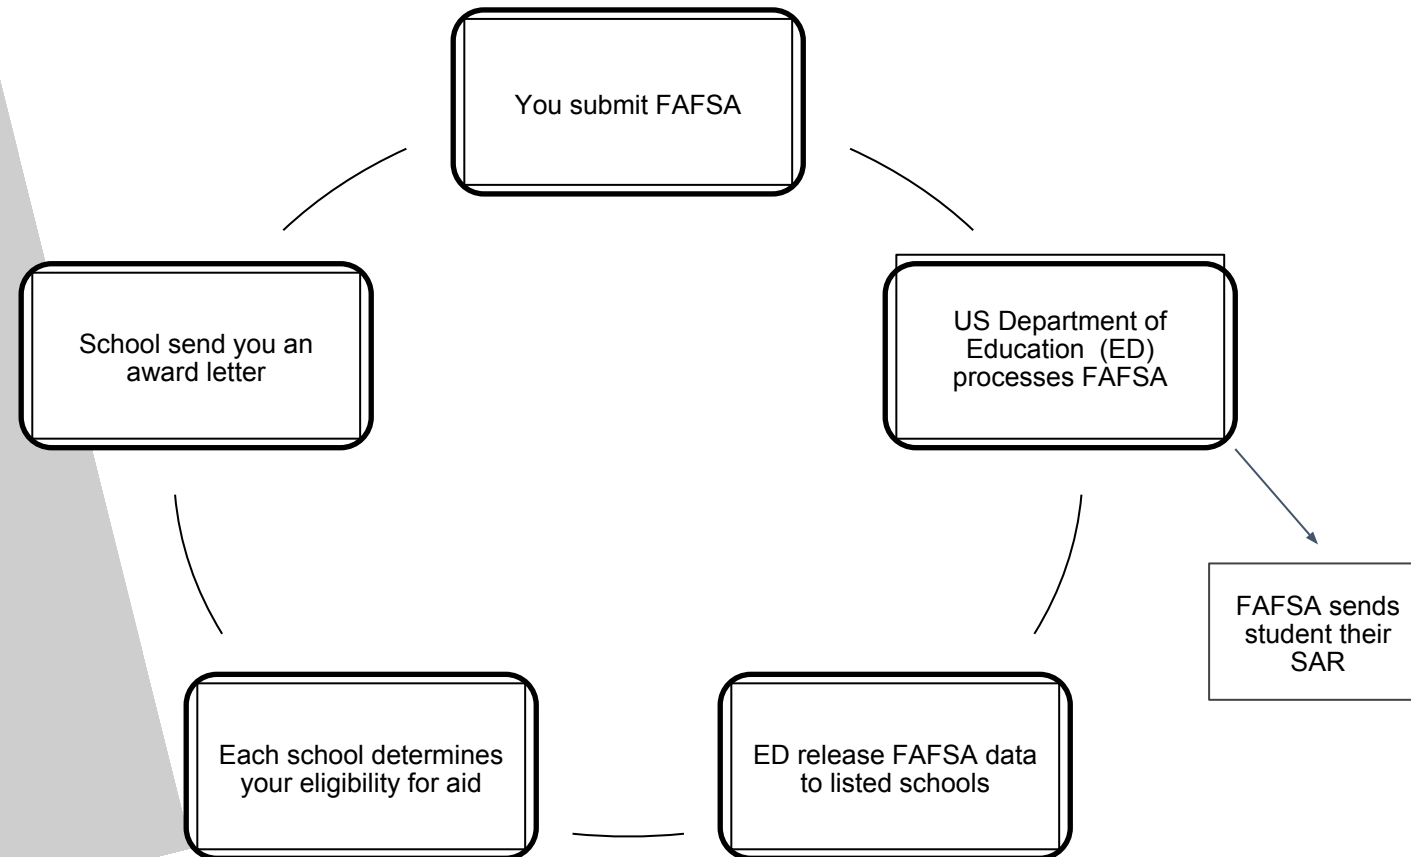 You submit FAFSA
US Department of
Education  (ED)
processes FAFSA
FAFSA sends
student their
SAR
ED release FAFSA data
to listed schools
Each school determines
your eligibility for aid
School send you an
award letter